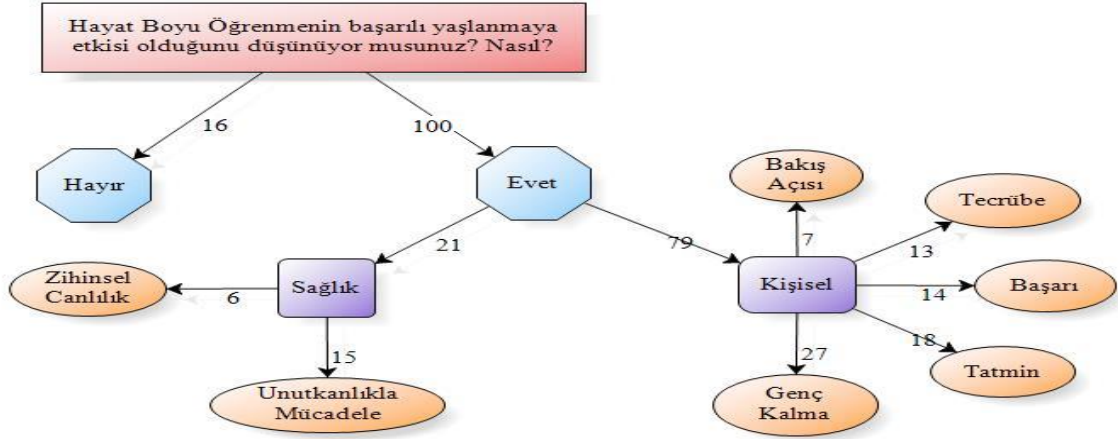 Hayat Boyu Öğrenmenin başarılı yaşlanmaya
etkisi olduğunu düşünüyor musunuz? Nasıl?
16
100
Hayır
Evet
Bakış
Açısı
Tecrübe
21
79
7
13
Zihinsel
Canlılık
6
Sağlık
Kişisel
14
Başarı
15
27
18
Tatmin
Unutkanlıkla
Mücadele
Genç
Kalma